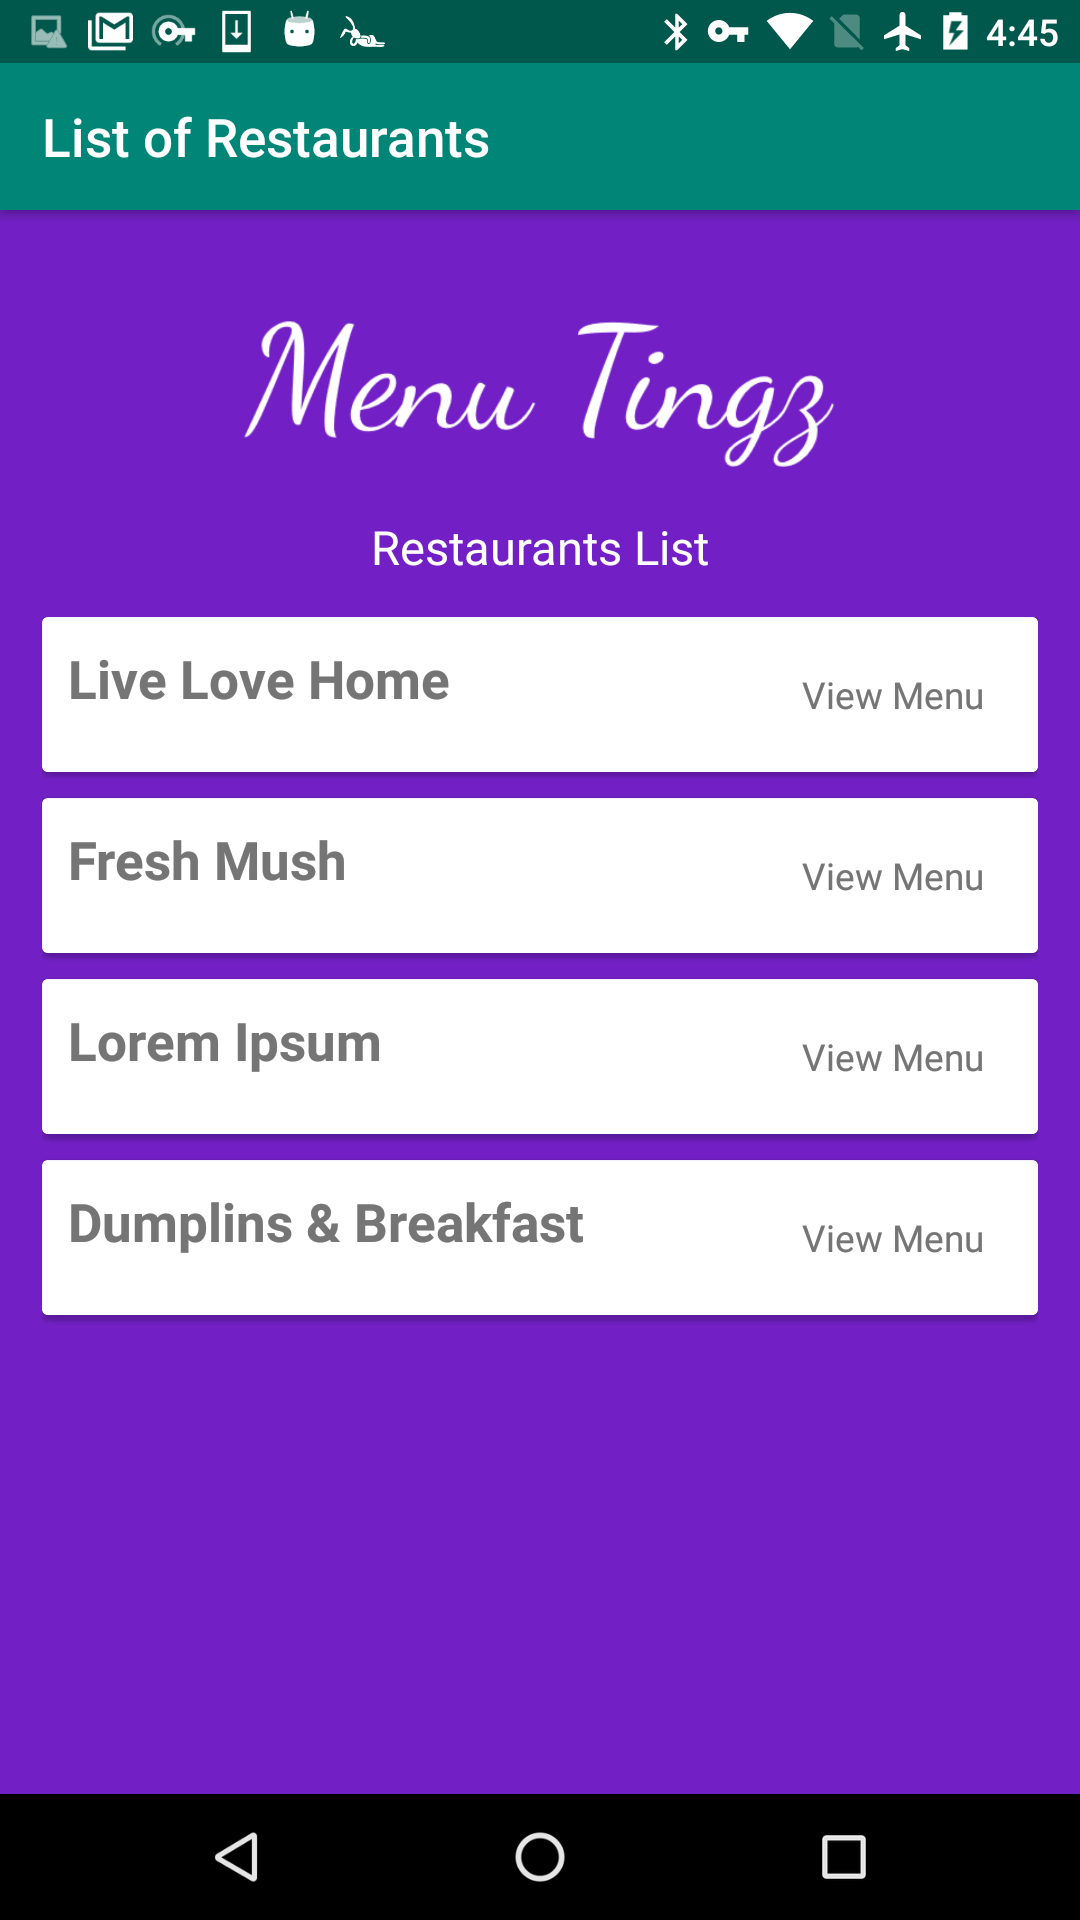 4:45
List of Restaurants
Menu Tingz
Restaurants List
Live Love Home
View Menu
Fresh Mush
View Menu
Lorem Ipsum
View Menu
Dumplins & Breakfast
View Menu